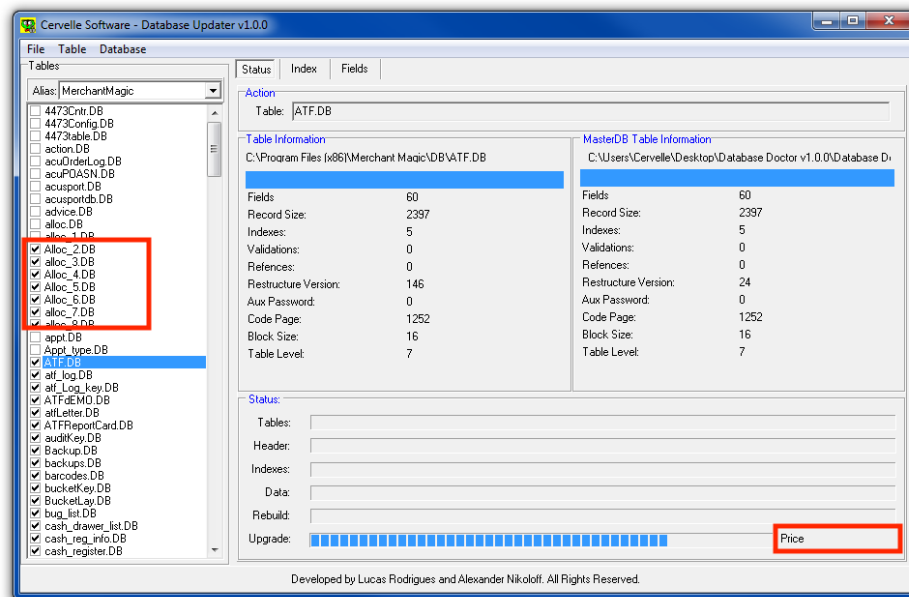 Cervelle Software - Database Updater v1.0.0
File Table Database
Tables
Alias: MerchantMagic
4473Cntr.DB
4473Config.DB
4473table.DB
action.DB
acuOrderLog.DB
acuPOASN.DB
acusport.DB
acusportdb.DB
advice.DB
alloc.DB
alloc_1.DB
Alloc_2.DB
alloc_3.DB
Alloc_4.DB
Alloc_5.DB
Alloc_6.DB
alloc_7.DB
alloc_8.DB
appt.DB
Appt_type.DB
ATF.DB
atf_log.DB
atf_Log_key.DB
ATFdEMO.DB
atfLetter.DB
ATFReportCard.DB
auditKey.DB
Backup.DB
backups.DB
barcodes.DB
bucketKey.DB
BucketLay.DB
bug_list.DB
cash_drawer_list.DB
cash_reg_info.DB
cash_register.DB
Status Index Fields
Action
Table: ATF.DB
Table Information
C:\Program Files (x86)\Merchant Magic\DB\ATF.DB
Fields 60
Record Size: 2397
Indexes: 5
Validations: 0
Refences: 0
Restructure Version: 146
Aux Password: 0
Code Page: 1252
Block Size: 16
Table Level: 7
MasterDB Table Information
C:\Users\Cervelle\Desktop\Database Doctor v1.0.0\Database D
Fields 60
Record Size: 2397
Indexes: 5
Validations: 0
Refences: 0
Restructure Version: 24
Aux Password: 0
Code Page: 1252
Block Size: 16
Table Level: 7
Status:
Tables:
Header:
Indexes:
Data:
Rebuild:
Upgrade: Price
Developed by Lucas Rodrigues and Alexander Nikoloff. All Rights Reserved.